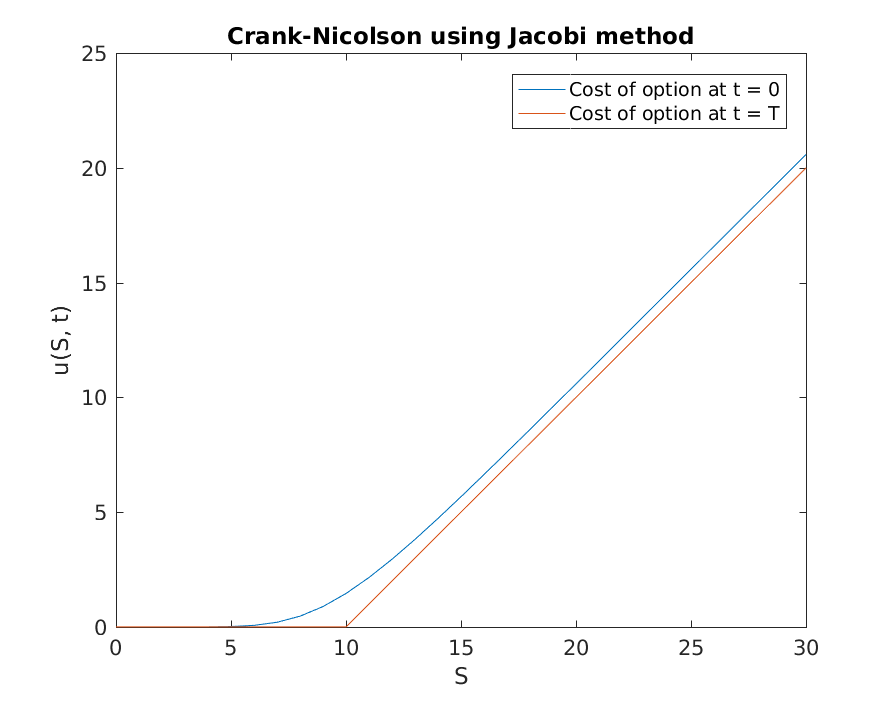 Crank-Nicolson using Jacobi method
Cost of option at t = 0
Cost of option at t = T
25
20
15
10
5
0
u(S, t)
0 5 10 15 20 25 30
S